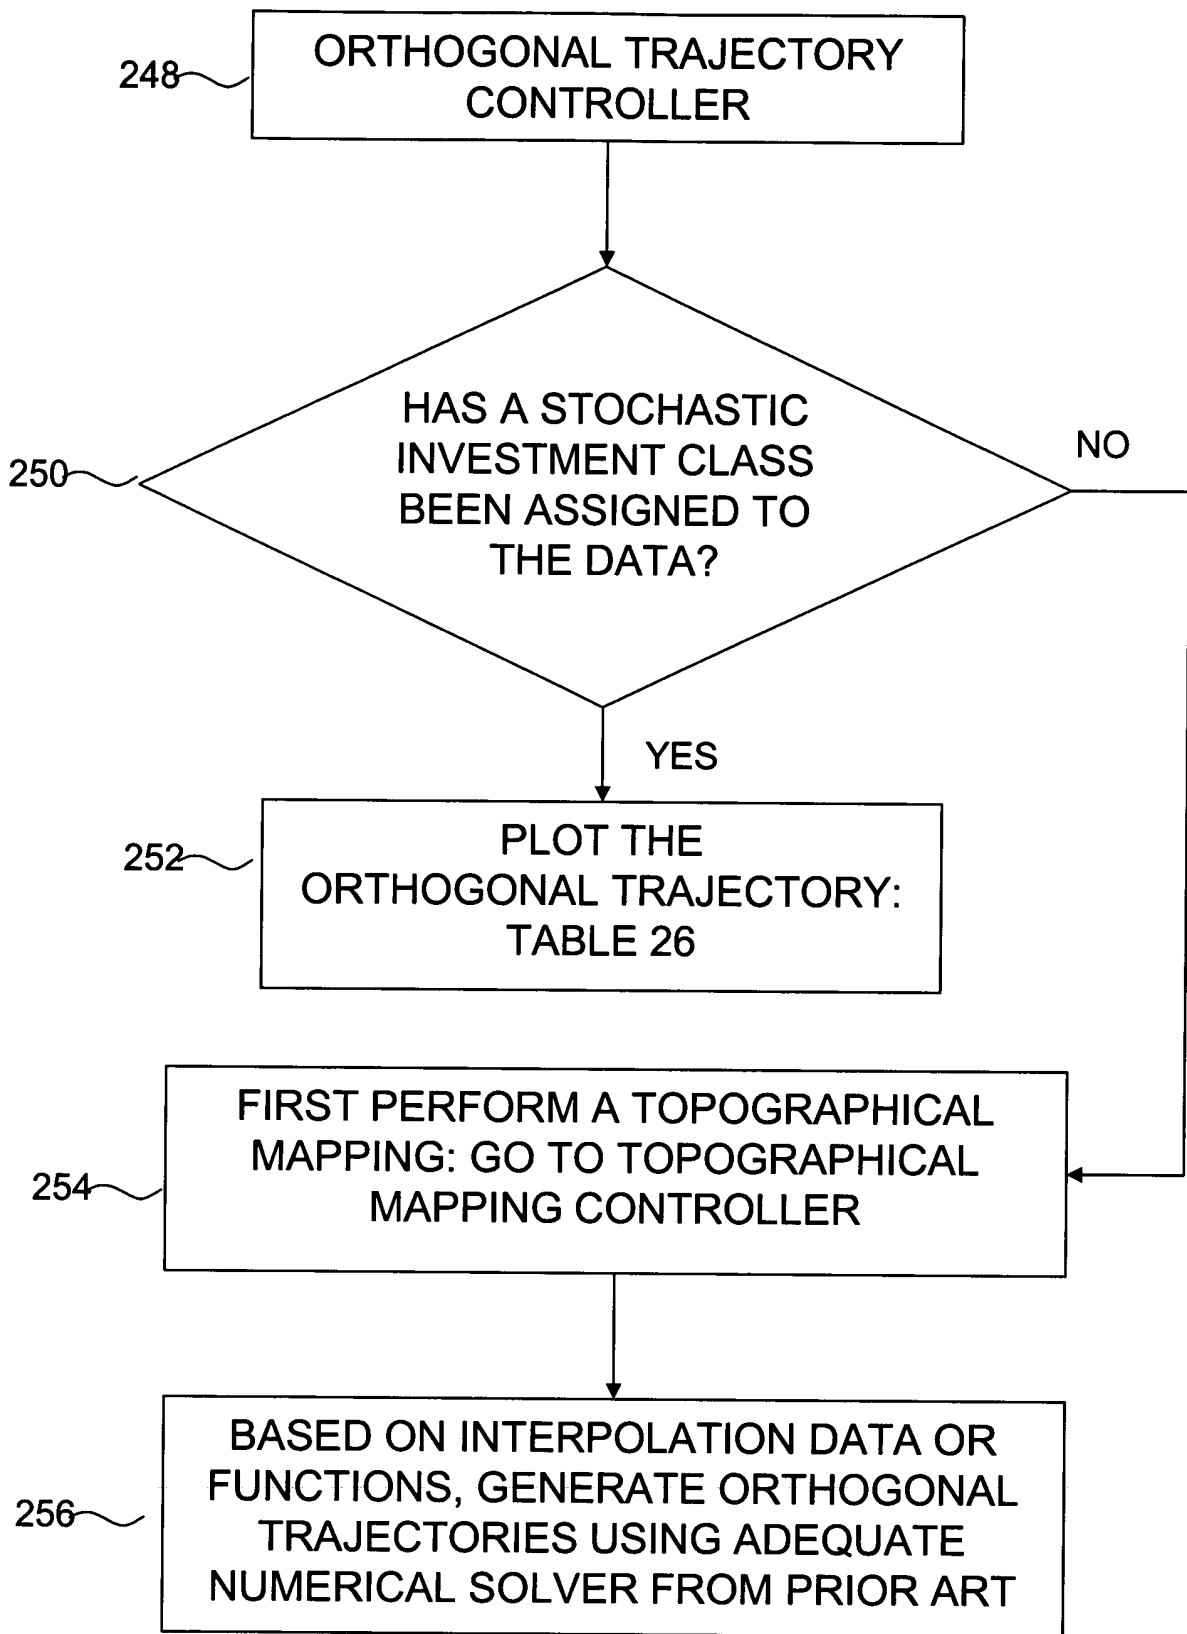 248
ORTHOGONAL TRAJECTORY
CONTROLLER
250
HAS A STOCHASTIC
INVESTMENT CLASS
BEEN ASSIGNED TO
THE DATA?
NO
YES
252
PLOT THE
ORTHOGONAL TRAJECTORY:
TABLE 26
254
FIRST PERFORM A TOPOGRAPHICAL
MAPPING: GO TO TOPOGRAPHICAL
MAPPING CONTROLLER
256
BASED ON INTERPOLATION DATA OR
FUNCTIONS, GENERATE ORTHOGONAL
TRAJECTORIES USING ADEQUATE
NUMERICAL SOLVER FROM PRIOR ART